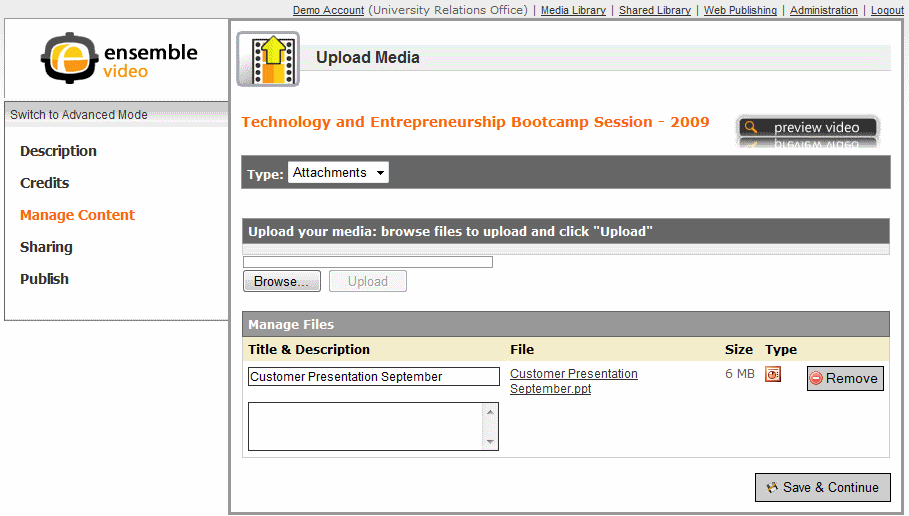 Demo Account (University Relations Office) | Media Library | Shared Library | Web Publishing | Administration | Logout
ensemble
video
Upload Media
Switch to Advanced Mode
Technology and Entrepreneurship Bootcamp Session - 2009
preview video
preview video
Description
Credits
Manage Content
Sharing
Publish
Type: Attachments
Upload your media: browse files to upload and click "Upload"
Browse... Upload
Manage Files
Title & Description File Size Type
Customer Presentation September Customer Presentation 6 MB Remove
September.ppt
Save & Continue